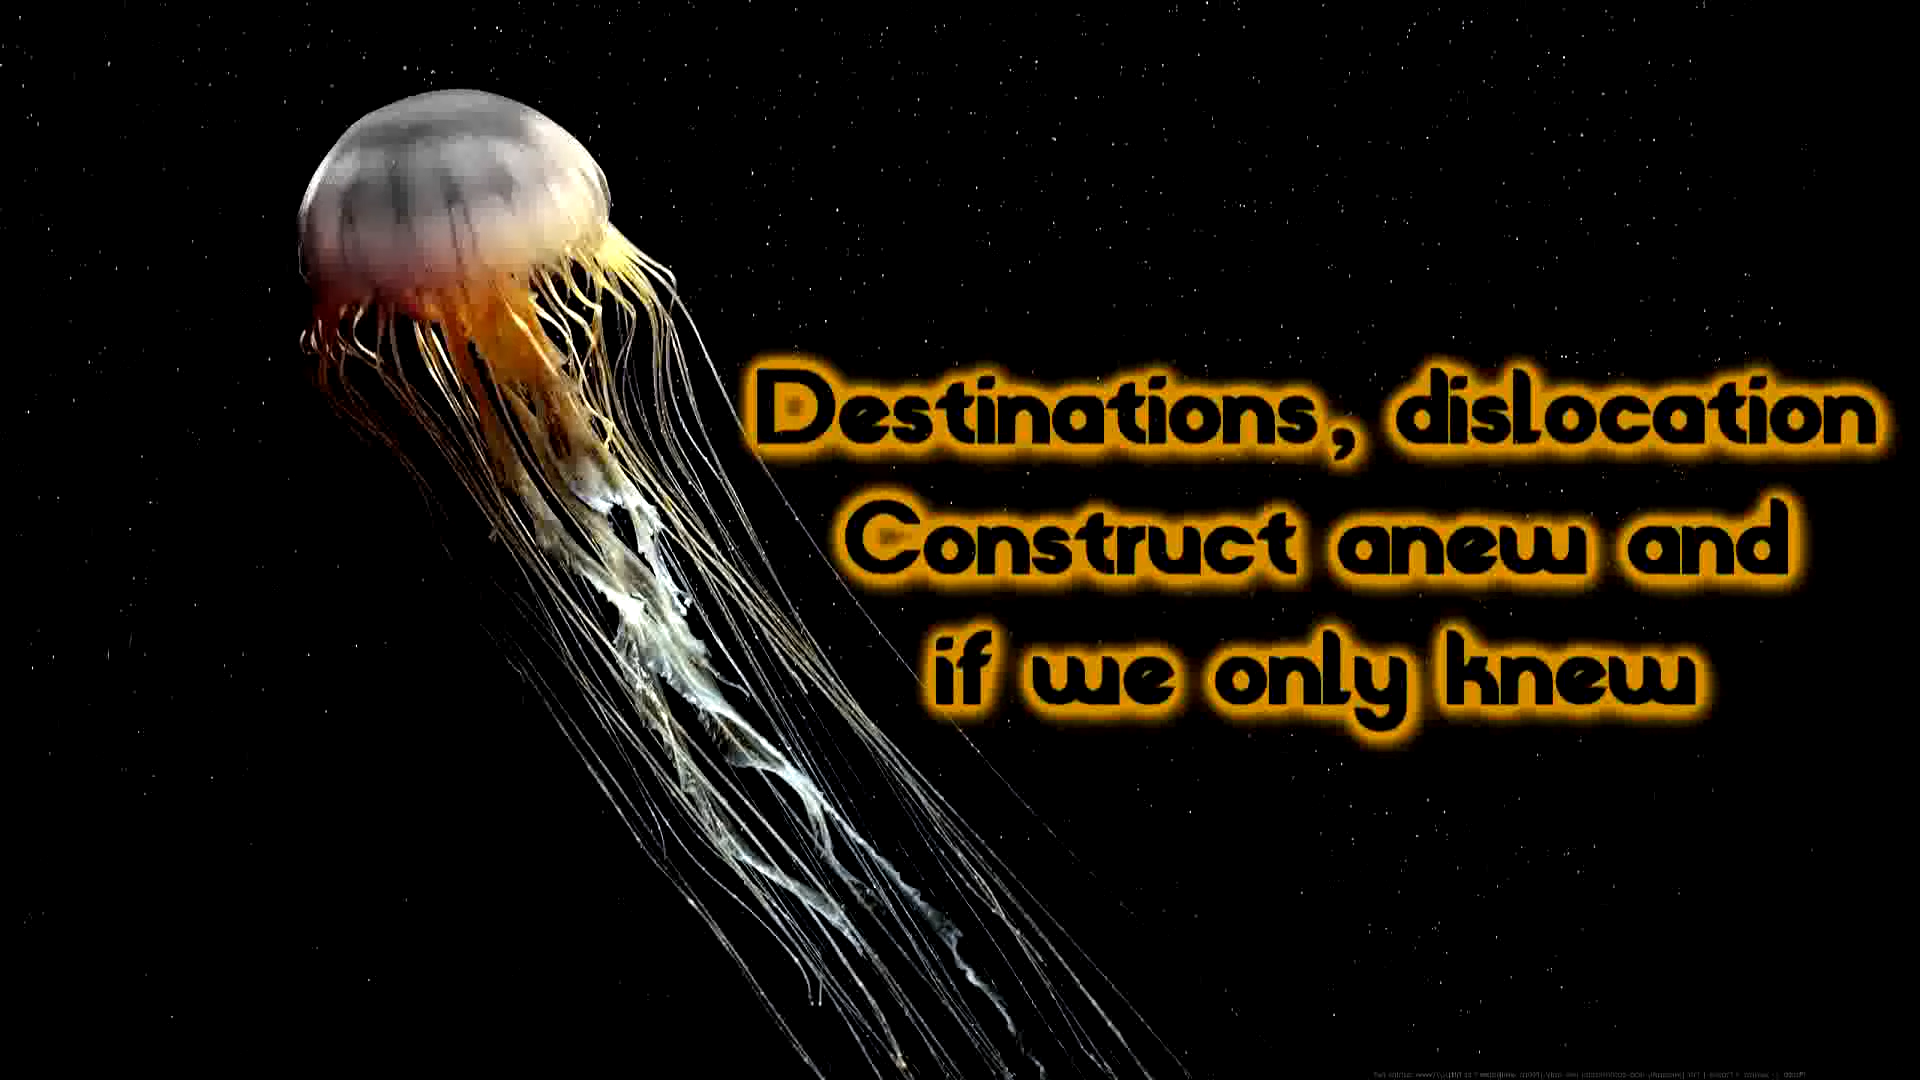 Destinations, dislocation
Construct anew and
if we only knew